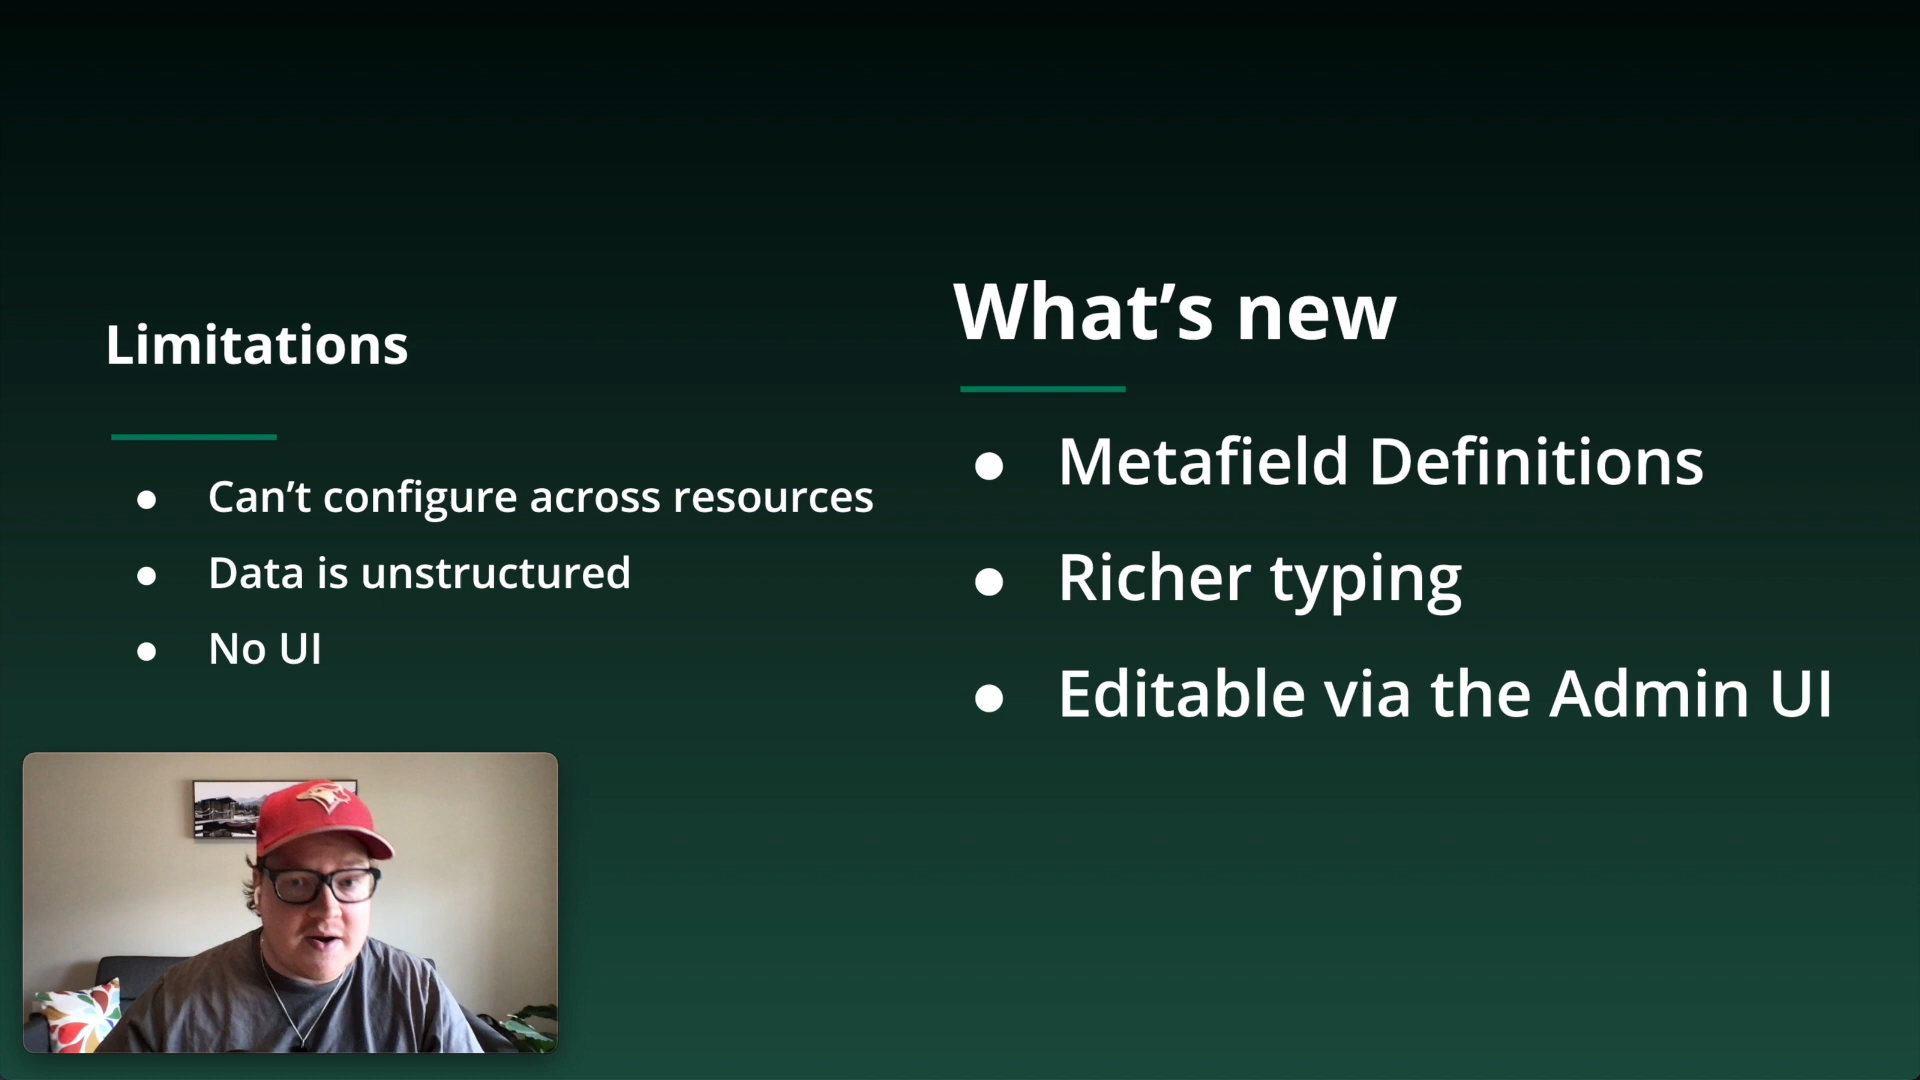 Limitations
Can’t configure across resources
Data is unstructured
No UI
What’s new
Metafield Definitions
Richer typing
Editable via the Admin UI